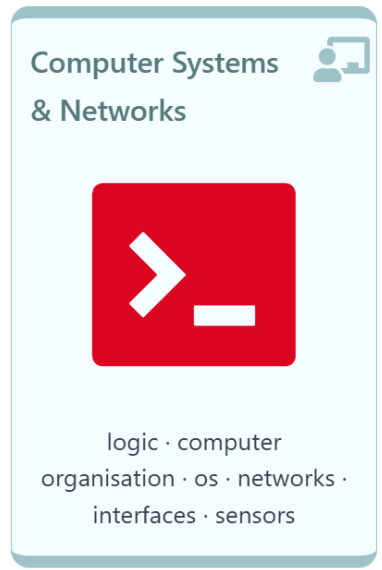 Computer Systems
& Networks
logic · computer
organisation · os · networks ·
interfaces · sensors